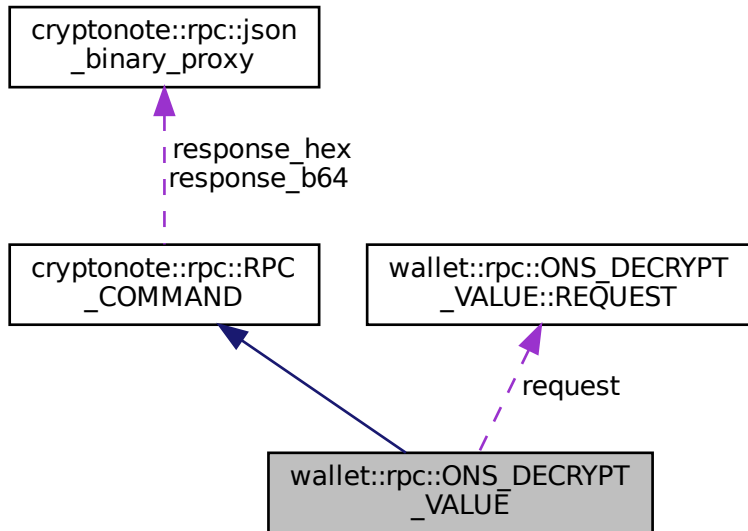 cryptonote::rpc::json
_binary_proxy
response_hex
response_b64
cryptonote::rpc::RPC
_COMMAND
wallet::rpc::ONS_DECRYPT
_VALUE::REQUEST
request
wallet::rpc::ONS_DECRYPT
_VALUE